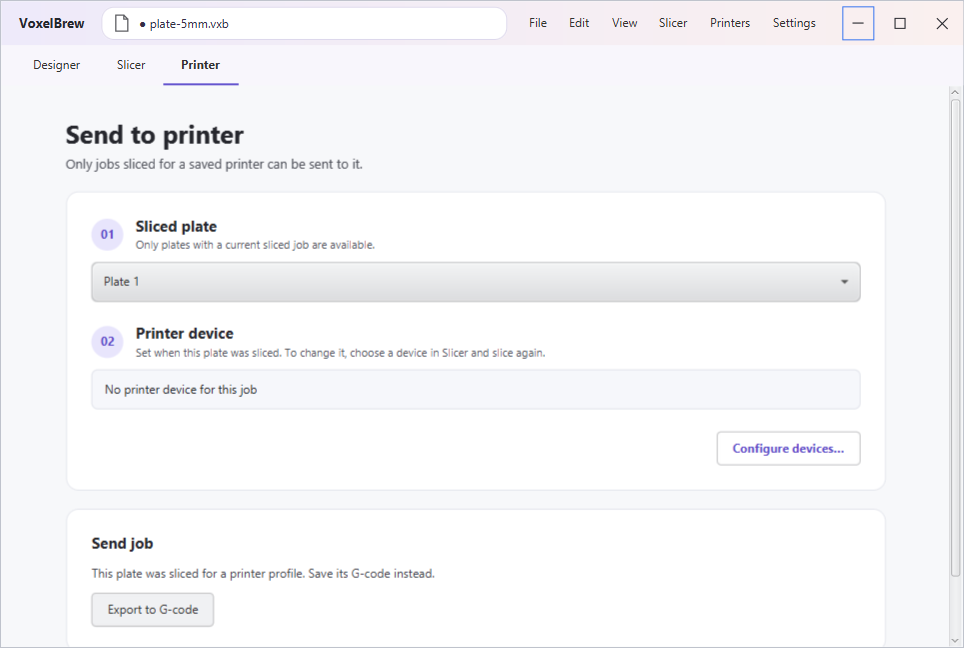 VoxelBrew
● plate-5mm.vxb
File Edit View Slicer Printers Settings
Designer Slicer Printer
Send to printer
Only jobs sliced for a saved printer can be sent to it.
01 Sliced plate
Only plates with a current sliced job are available.
Plate 1
02 Printer device
Set when this plate was sliced. To change it, choose a device in Slicer and slice again.
No printer device for this job
Configure devices...
Send job
This plate was sliced for a printer profile. Save its G-code instead.
Export to G-code